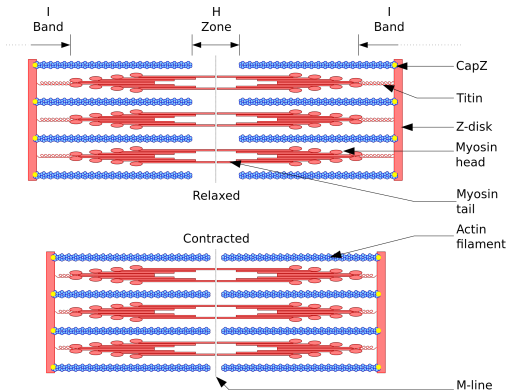 I
Band
H
Zone
I
Band
CapZ
Titin
Z-disk
Myosin
head
Relaxed
Myosin
tail
Contracted
Actin
filament
M-line